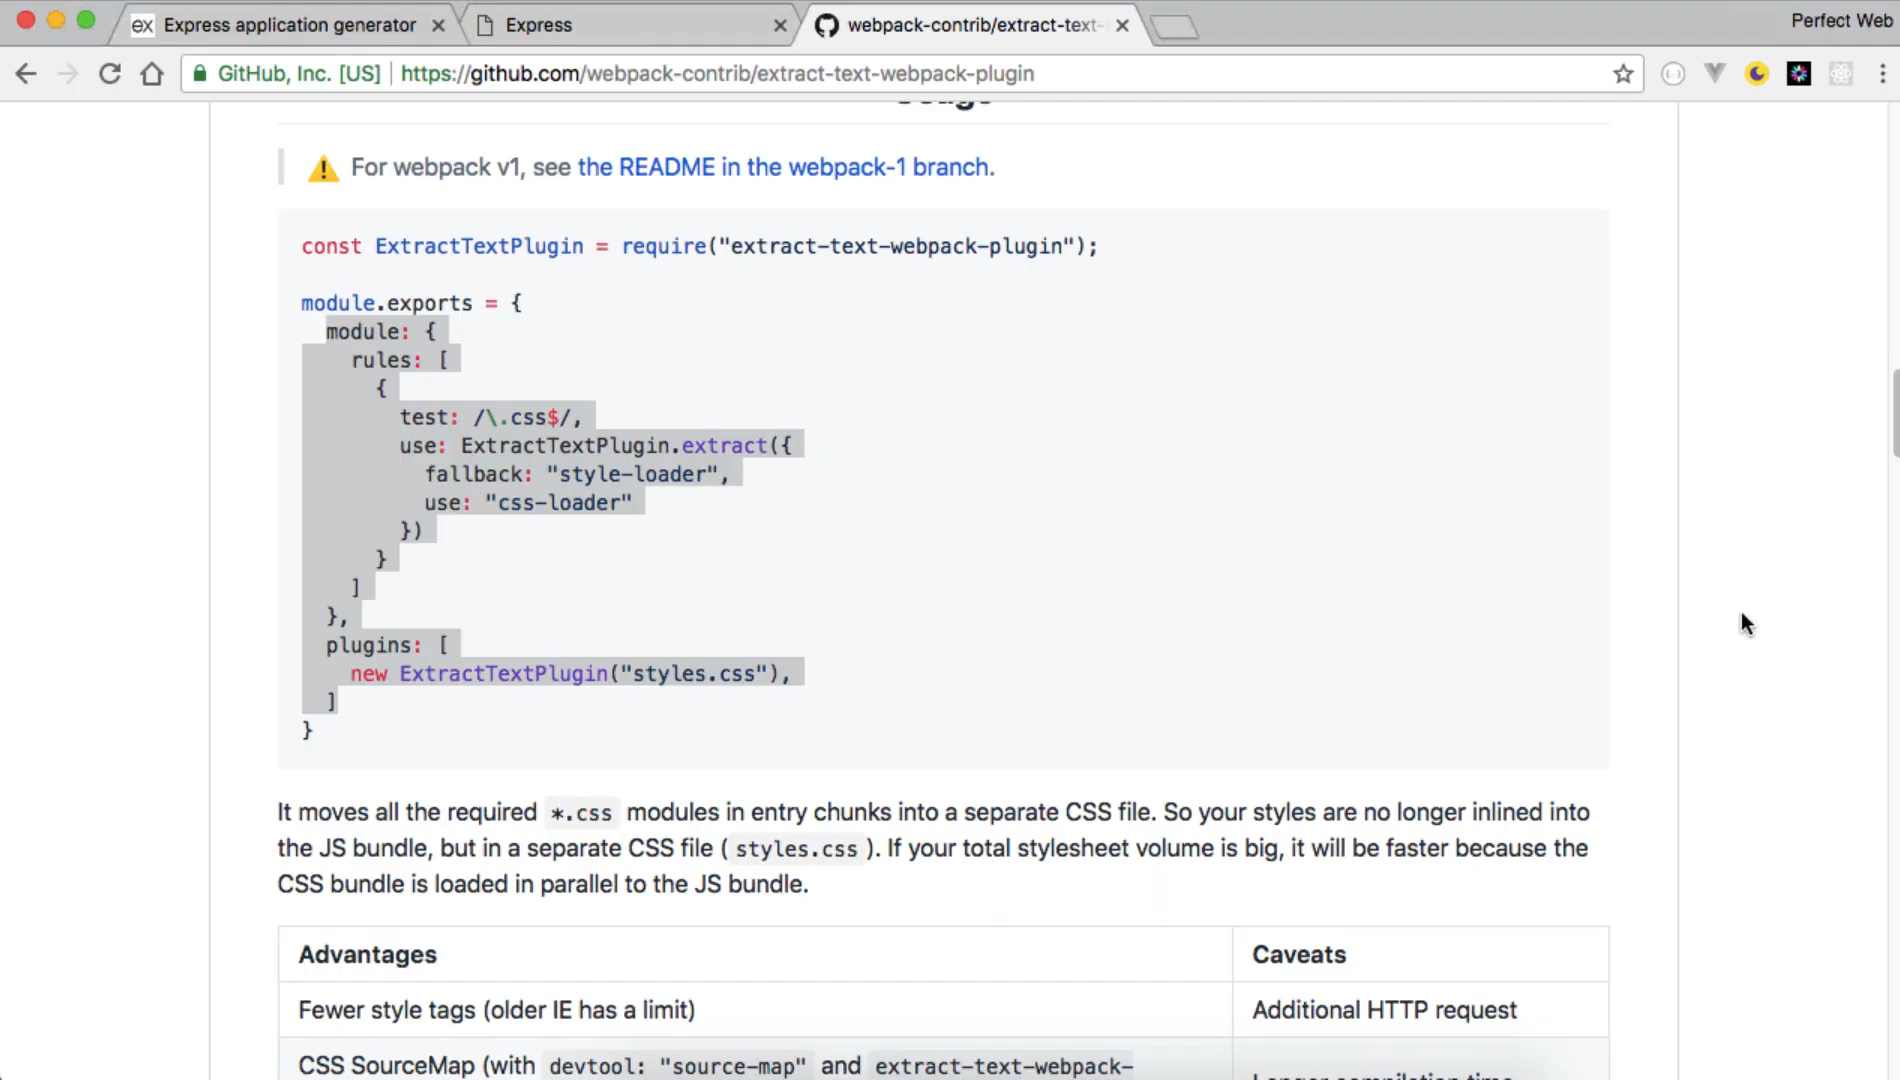 ex Express application generator
Express
webpack-contrib/extract-text-
Perfect Web
GitHub, Inc. [US] https://github.com/webpack-contrib/extract-text-webpack-plugin
For webpack v1, see the README in the webpack-1 branch.
const ExtractTextPlugin = require("extract-text-webpack-plugin");
module.exports = {
module: {
rules: [
{
test: /\.css$/,
use: ExtractTextPlugin.extract({
fallback: "style-loader",
use: "css-loader"
})
}
]
},
plugins: [
new ExtractTextPlugin("styles.css"),
]
}
It moves all the required *.css modules in entry chunks into a separate CSS file. So your styles are no longer inlined into
the JS bundle, but in a separate CSS file ( styles.css ). If your total stylesheet volume is big, it will be faster because the
CSS bundle is loaded in parallel to the JS bundle.
Advantages
Caveats
Fewer style tags (older IE has a limit)
Additional HTTP request
CSS SourceMap (with devtool: "source-map" and extract-text-webpack-